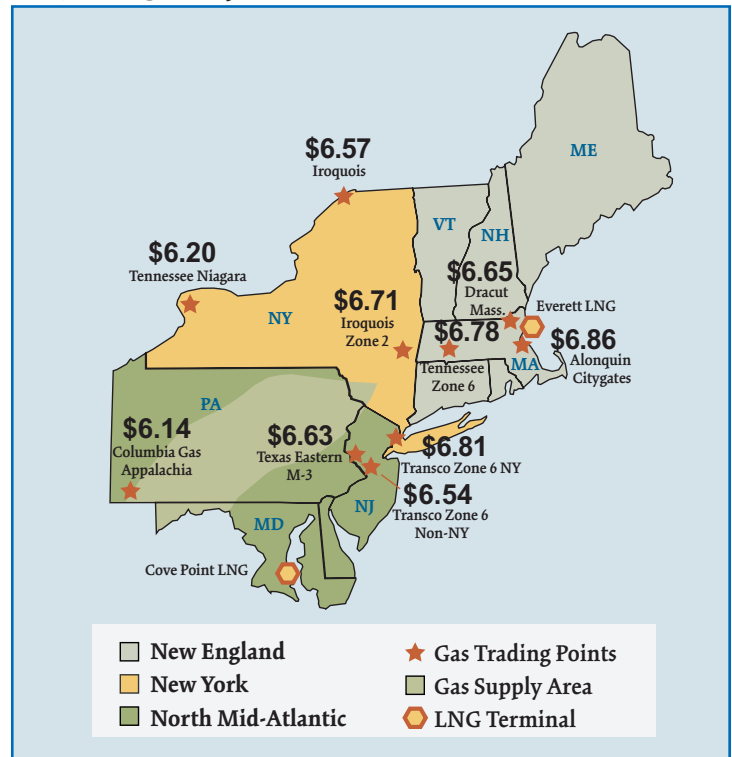 $6.57
Iroquois
ME
VT
NH
$6.20
Tennessee Niagara
$6.65
Dracut
Mass.
Everett LNG
$6.71
Iroquois
Zone 2
NY
$6.78
Tennessee
Zone 6
$6.86
Alonquin
Citygates
MA
PA
$6.14
Columbia Gas
Appalachia
$6.63
Texas Eastern
M-3
$6.81
Transco Zone 6 NY
$6.54
Transco Zone 6
Non-NY
NJ
MD
Cove Point LNG
New England
New York
North Mid-Atlantic
Gas Trading Points
Gas Supply Area
LNG Terminal